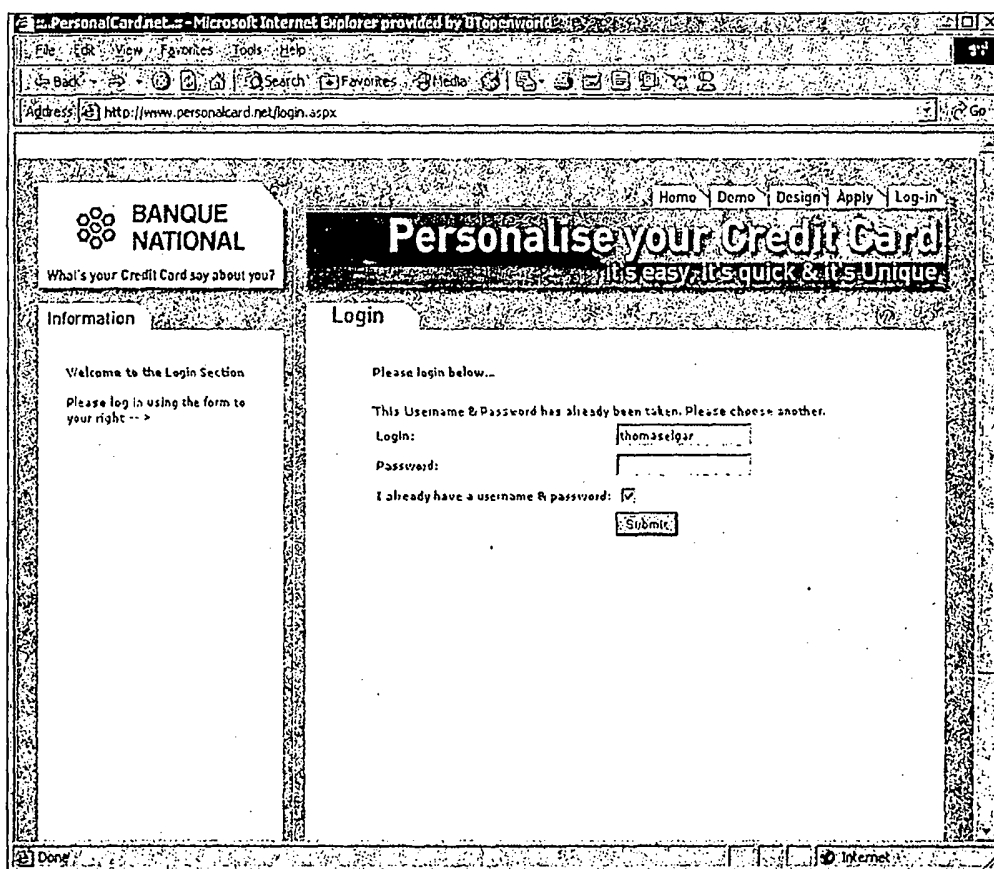 ::..PersonalCard.net..:: - Microsoft Internet Explorer provided by BTopenworld
File Edit View Favorites Tools Help
Back Search Favorites Media
Address http://www.personalcard.net/login.aspx Go
Home Demo Design Apply Log-in
BANQUE
NATIONAL
What's your Credit Card say about you?
Personalise your Credit Card
it's easy, it's quick & it's Unique
Information
Welcome to the Login Section
Please log in using the form to
your right -- >
Login
Please login below...
This Username & Password has already been taken. Please choose another.
Login: thomaselgar
Password:
I already have a username & password:
Submit
Done Internet